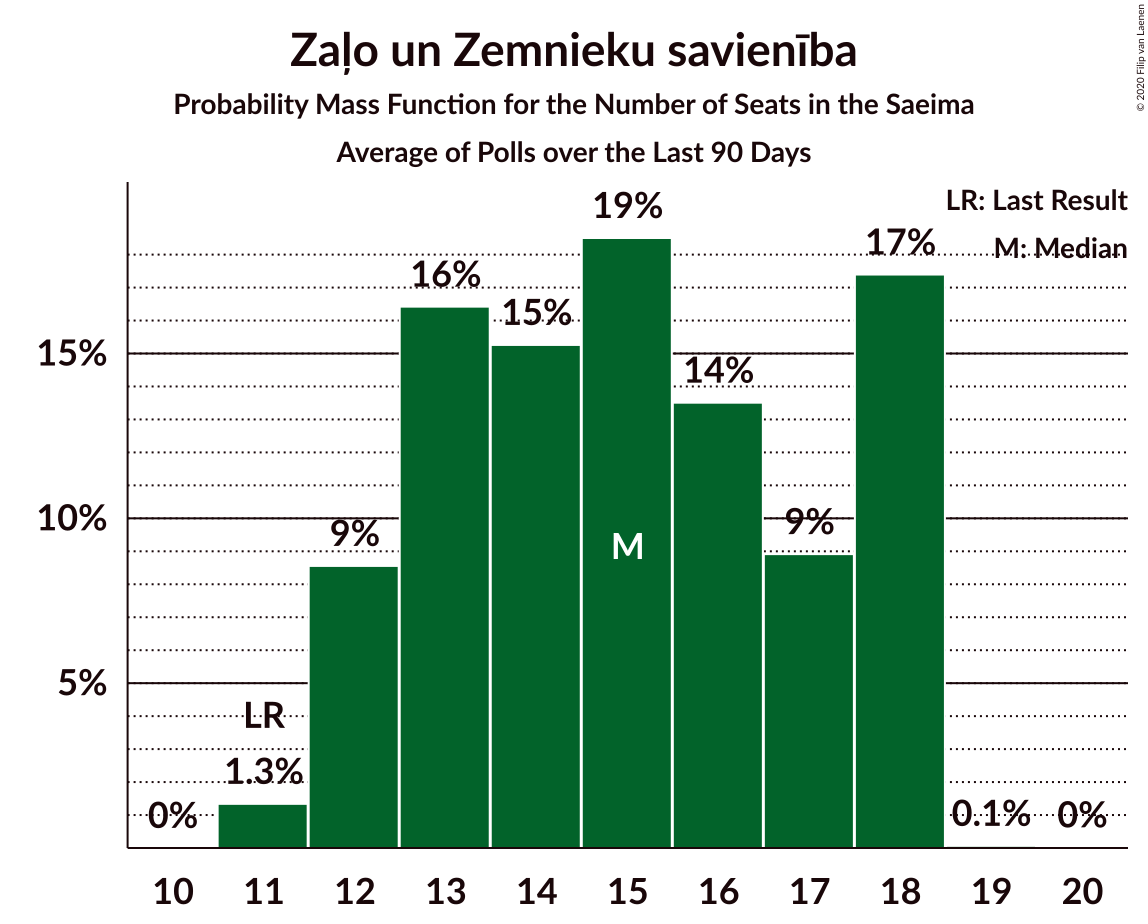 Zaļo un Zemnieku savienība
Probability Mass Function for the Number of Seats in the Saeima
Average of Polls over the Last 90 Days
© 2020 Filip van Laenen
LR: Last Result
M: Median
19%
17%
16%
15%
15%
14%
10%
9%
9%
M
5%
LR
1.3%
0%
0.1%
0%
10 11 12 13 14 15 16 17 18 19 20